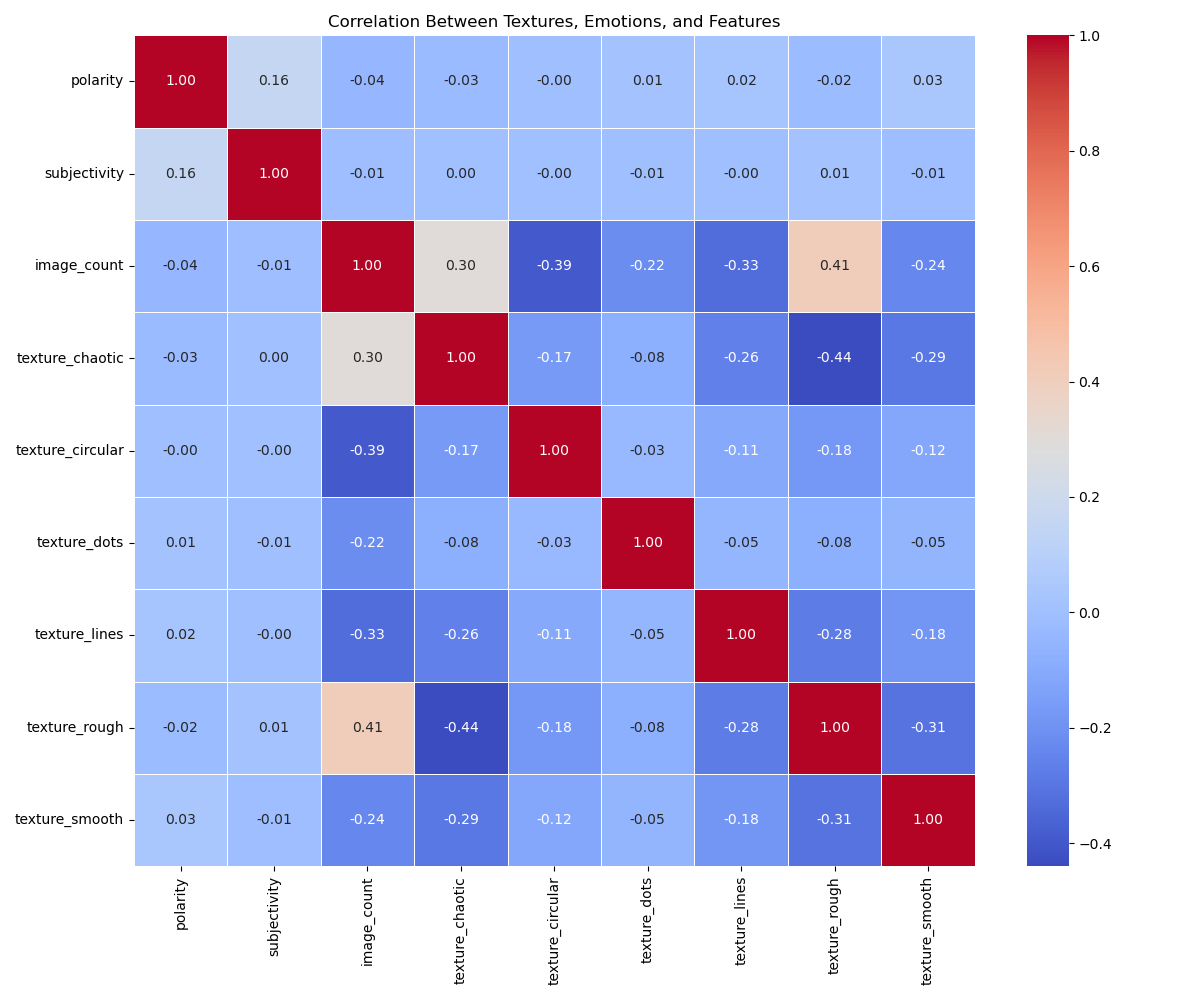 Correlation Between Textures, Emotions, and Features
polarity 1.00 0.16 -0.04 -0.03 -0.00 0.01 0.02 -0.02 0.03
subjectivity 0.16 1.00 -0.01 0.00 -0.00 -0.01 -0.00 0.01 -0.01
image_count -0.04 -0.01 1.00 0.30 -0.39 -0.22 -0.33 0.41 -0.24
texture_chaotic -0.03 0.00 0.30 1.00 -0.17 -0.08 -0.26 -0.44 -0.29
texture_circular -0.00 -0.00 -0.39 -0.17 1.00 -0.03 -0.11 -0.18 -0.12
texture_dots 0.01 -0.01 -0.22 -0.08 -0.03 1.00 -0.05 -0.08 -0.05
texture_lines 0.02 -0.00 -0.33 -0.26 -0.11 -0.05 1.00 -0.28 -0.18
texture_rough -0.02 0.01 0.41 -0.44 -0.18 -0.08 -0.28 1.00 -0.31
texture_smooth 0.03 -0.01 -0.24 -0.29 -0.12 -0.05 -0.18 -0.31 1.00
polarity
subjectivity
image_count
texture_chaotic
texture_circular
texture_dots
texture_lines
texture_rough
texture_smooth
1.0
0.8
0.6
0.4
0.2
0.0
−0.2
−0.4